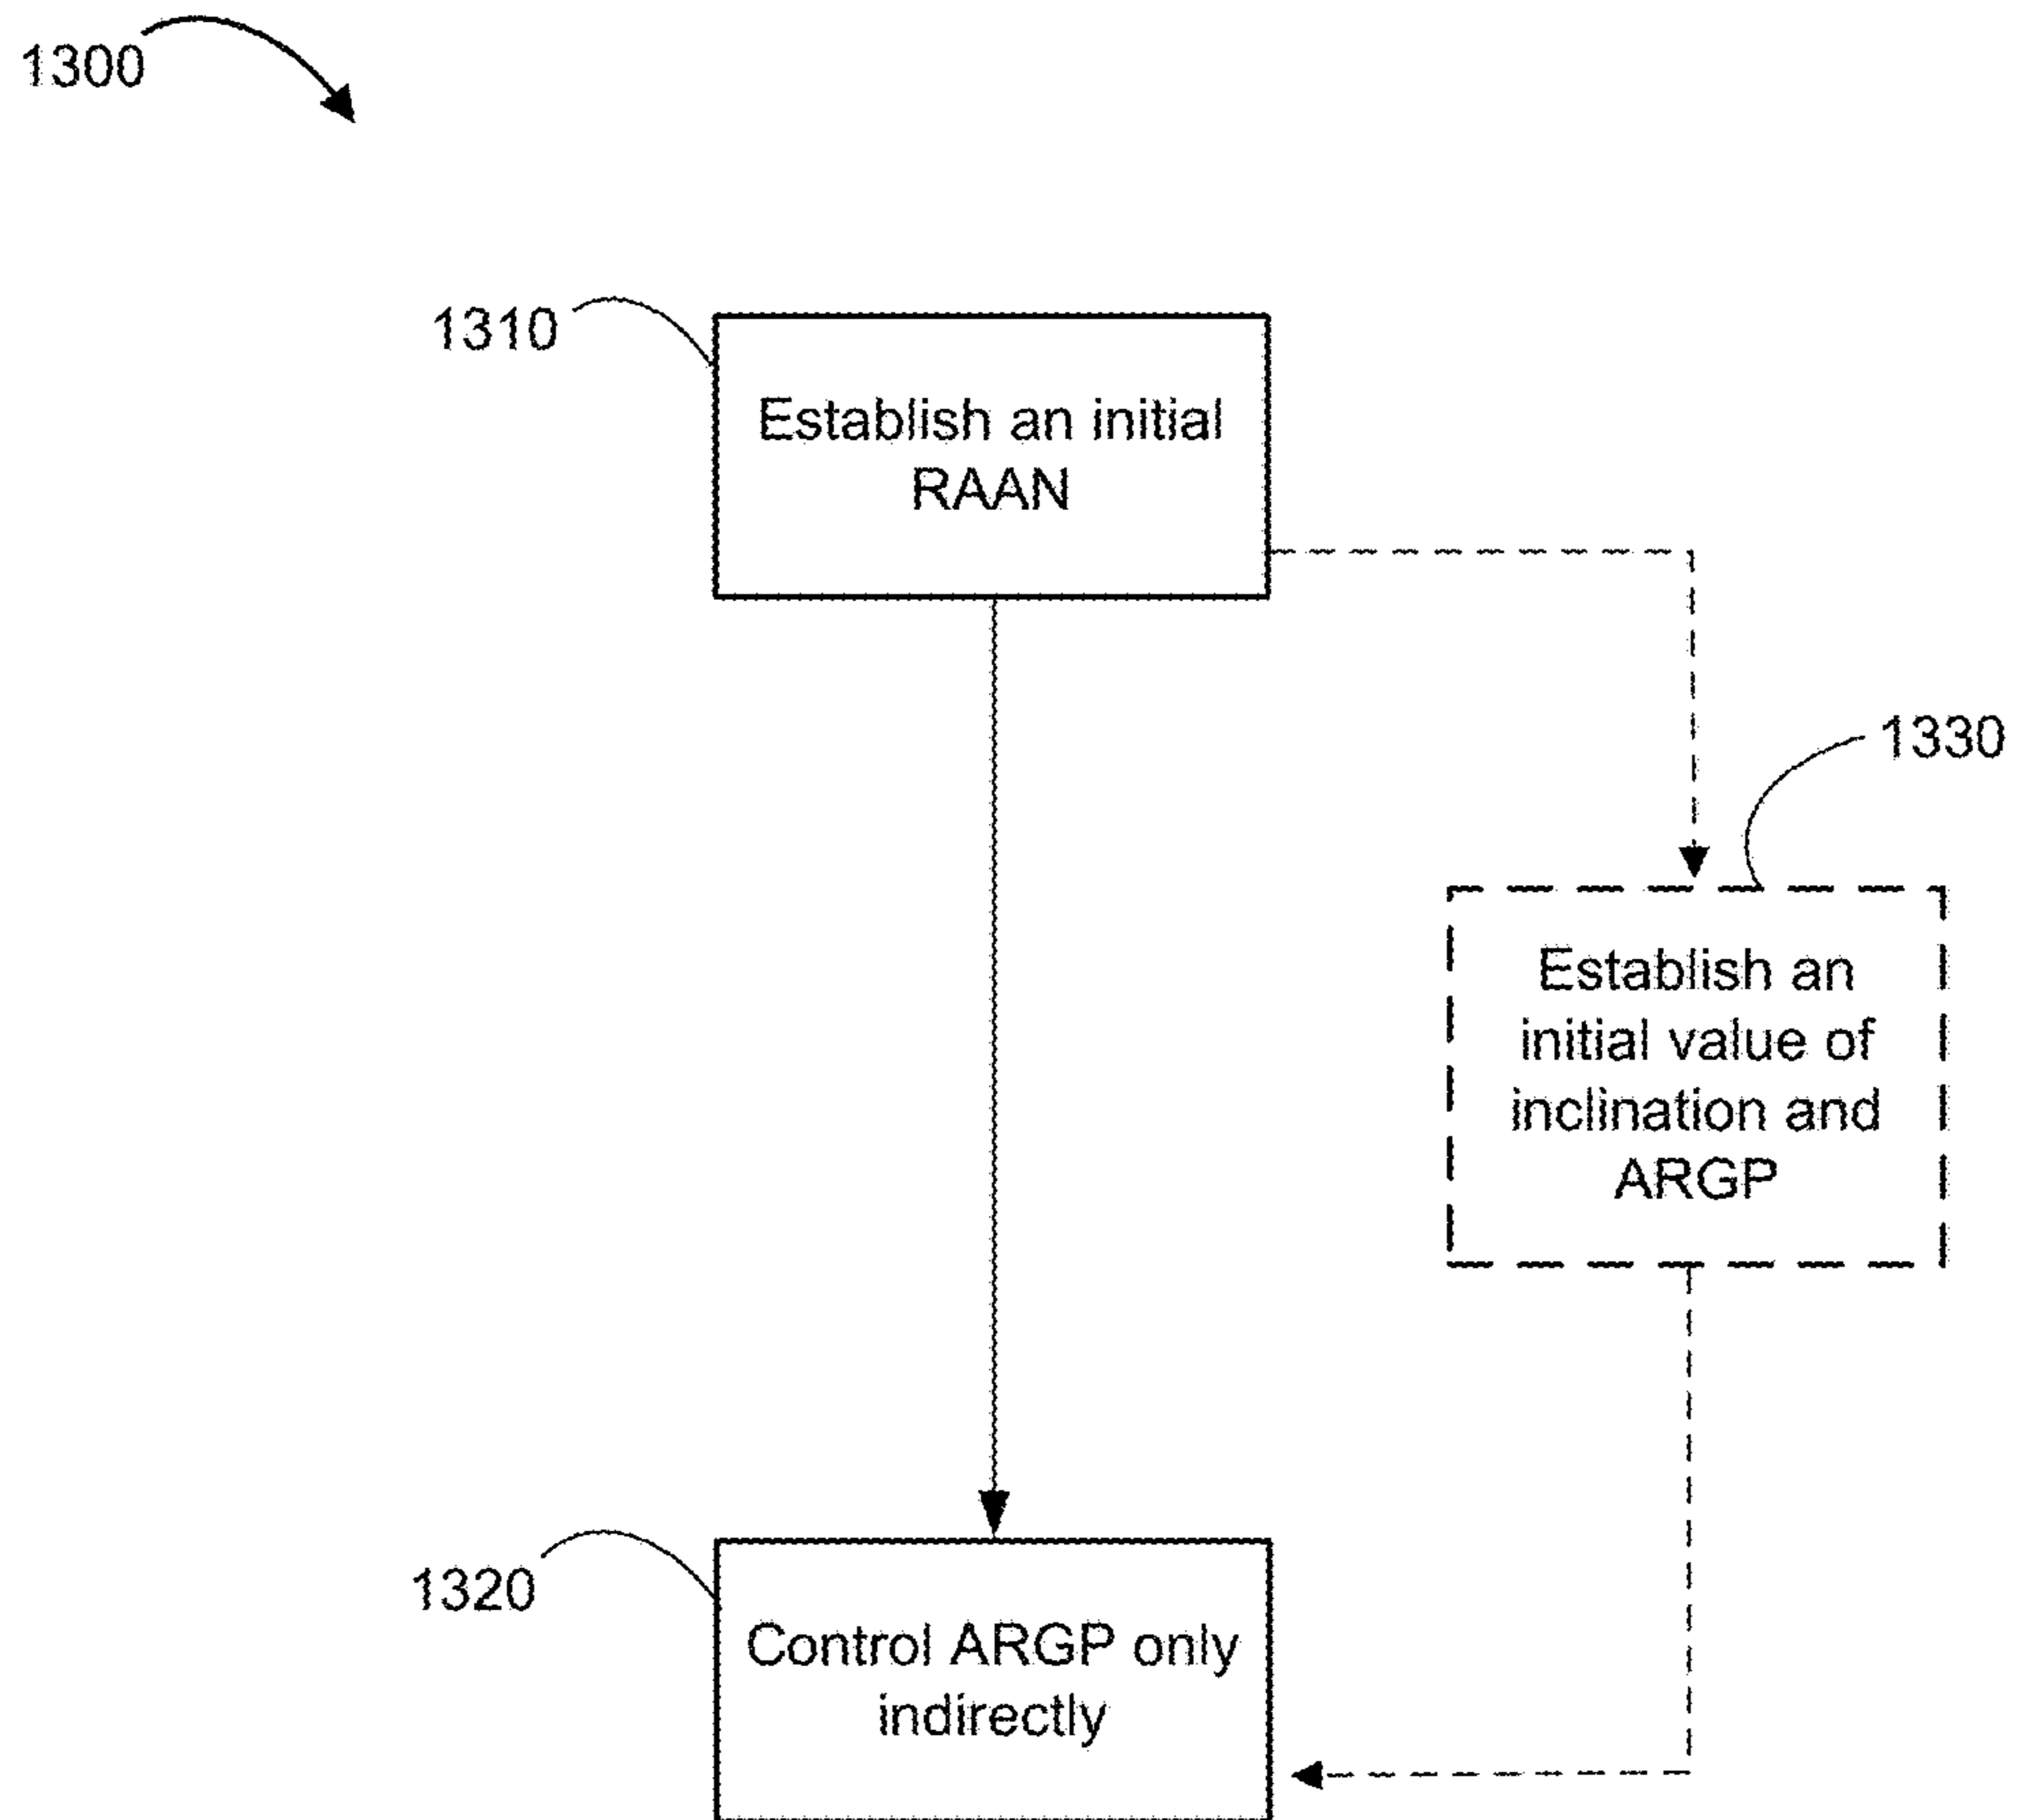 1300
1310
Establish an initial
RAAN
1330
Establish an
initial value of
inclination and
ARGP
1320
Control ARGP only
indirectly